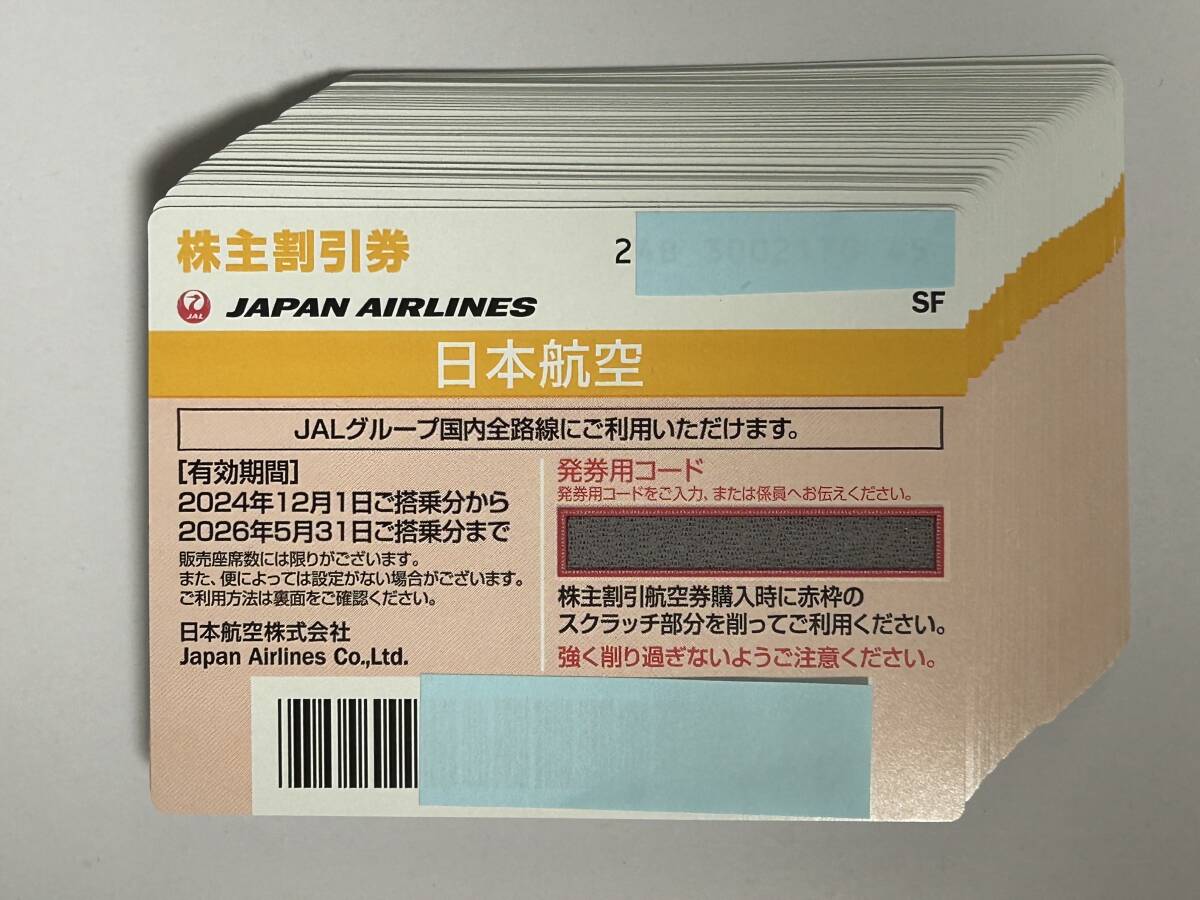 株主割引券
2
JAL
JAPAN AIRLINES
SF
日本航空
JALグループ国内全路線にご利用いただけます。
[有効期間]
2024年12月1日ご搭乗分から
2026年5月31日ご搭乗分まで
販売座席数には限りがございます。
また、便によっては設定がない場合がございます。
ご利用方法は裏面をご確認ください。
日本航空株式会社
Japan Airlines Co.,Ltd.
発券用コード
発券用コードをご入力、または係員へお伝えください。
株主割引航空券購入時に赤枠の
スクラッチ部分を削ってご利用ください。
強く削り過ぎないようご注意ください。